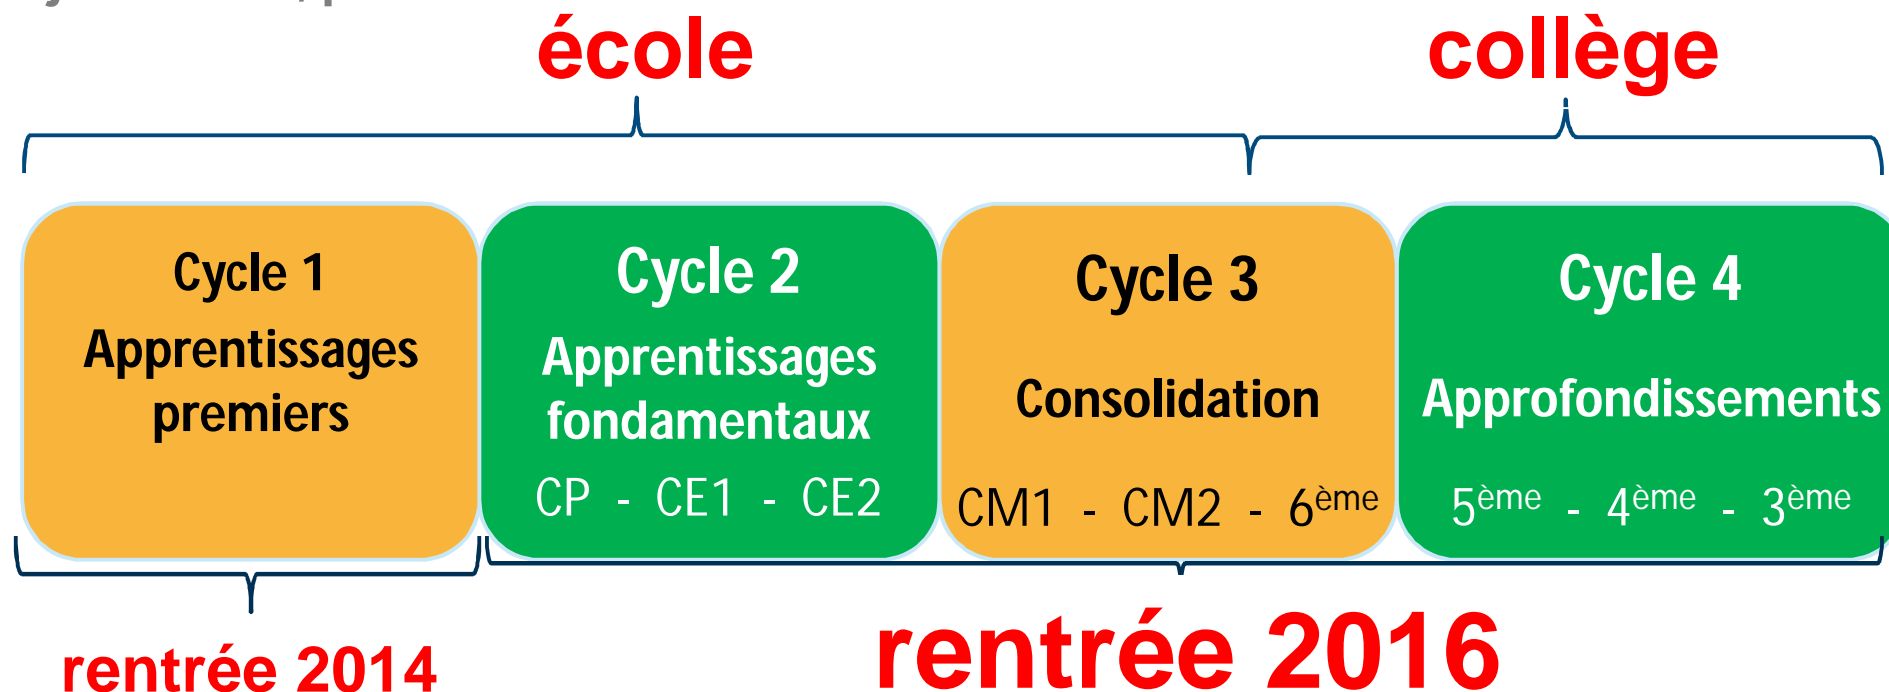 école
collège
Cycle 1
Apprentissages
premiers
Cycle 2
Apprentissages
fondamentaux
CP - CE1 - CE2
Cycle 3
Consolidation
CM1 - CM2 - 6ème
Cycle 4
Approfondissements
5ème - 4ème - 3ème
rentrée 2014
rentrée 2016